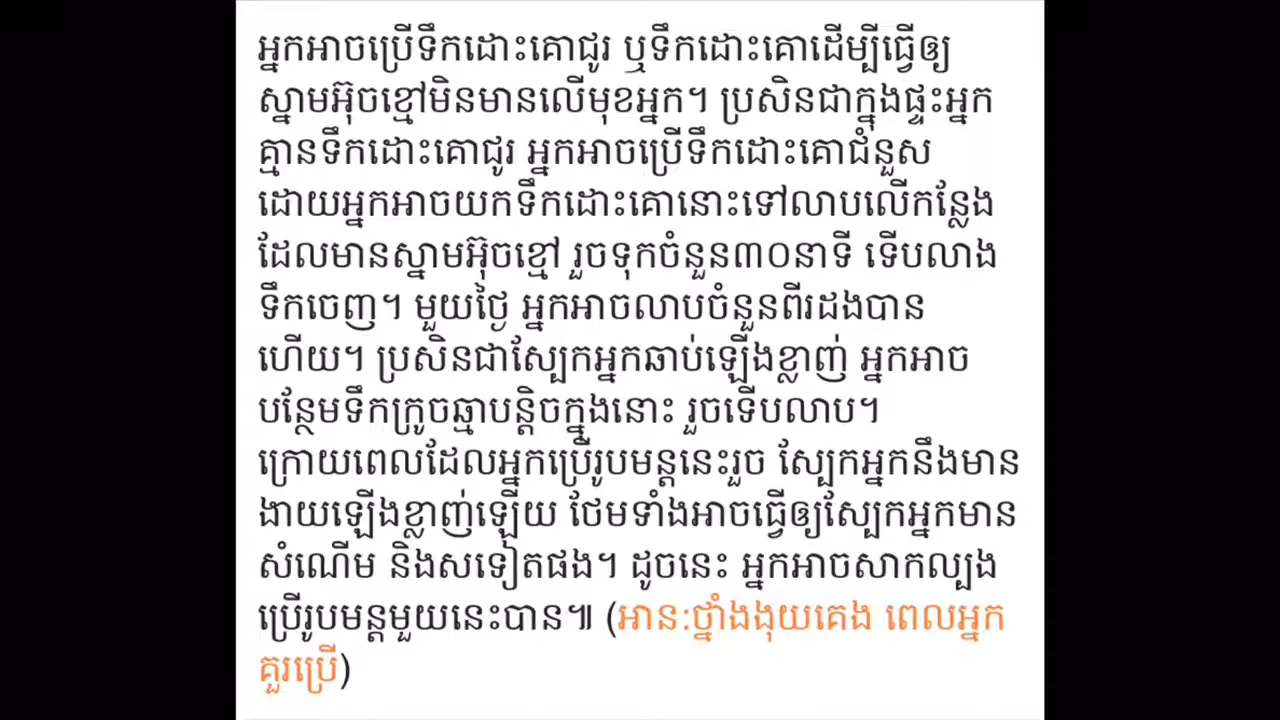 អ្នកអាចប្រើទឹកដោះគោជូរ ឬទឹកដោះគោដើម្បីធ្វើឲ្យ
ស្នាមអ៊ុចខ្មៅមិនមានលើមុខអ្នក។ ប្រសិនជាក្នុងផ្ទះអ្នក
គ្មានទឹកដោះគោជូរ អ្នកអាចប្រើទឹកដោះគោជំនួស
ដោយអ្នកអាចយកទឹកដោះគោនោះទៅលាបលើកន្លែង
ដែលមានស្នាមអ៊ុចខ្មៅ រួចទុកចំនួន៣០នាទី ទើបលាង
ទឹកចេញ។ មួយថ្ងៃ អ្នកអាចលាបចំនួនពីរដងបាន
ហើយ។ ប្រសិនជាស្បែកអ្នកឆាប់ឡើងខ្លាញ់ អ្នកអាច
បន្ថែមទឹកក្រូចឆ្មាបន្តិចក្នុងនោះ រួចទើបលាប។
ក្រោយពេលដែលអ្នកប្រើរូបមន្តនេះរួច ស្បែកអ្នកនឹងមាន
ងាយឡើងខ្លាញ់ឡើយ ថែមទាំងអាចធ្វើឲ្យស្បែកអ្នកមាន
សំណើម និងសទៀតផង។ ដូចនេះ អ្នកអាចសាកល្បង
ប្រើរូបមន្តមួយនេះបាន៕ (អាន:ថ្នាំងងុយគេង ពេលអ្នក
គួរប្រើ)